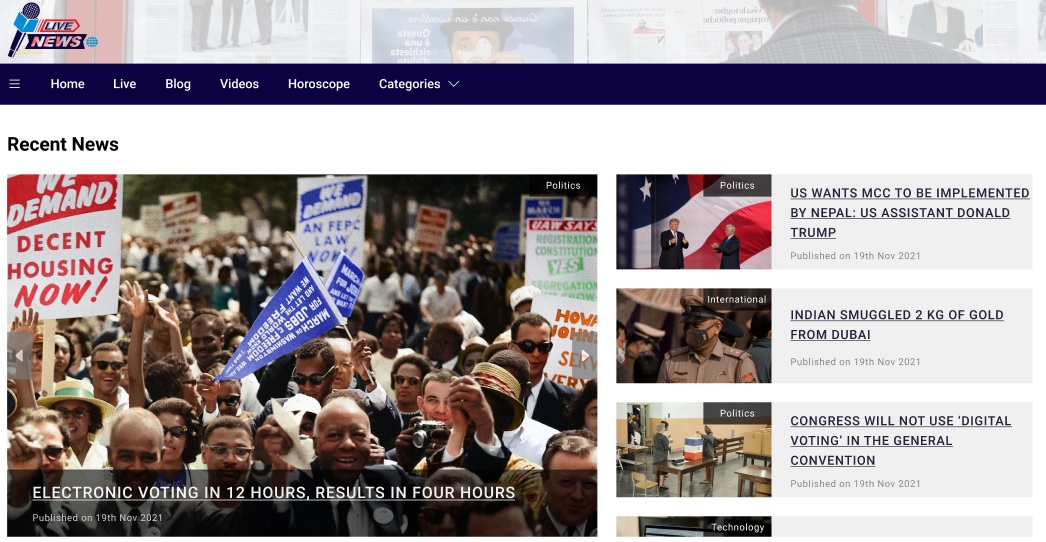 LIVE
NEWS
Questa
una è
richiesta
Home
Live
Blog
Videos
Horoscope
Categories
Recent News
Politics
WE
DEMAND
DECENT
HOUSING
NOW!
WE
DEMAND
AN FEPC
LAW
NOW
MARCH ON WASHINGTON
FOR JOBS & FREEDOM
UAW SAYS
REGISTRATION
CONSTITUTION
YES
SEGREGATION
ELECTRONIC VOTING IN 12 HOURS, RESULTS IN FOUR HOURS
Published on 19th Nov 2021
Politics
US WANTS MCC TO BE IMPLEMENTED
BY NEPAL: US ASSISTANT DONALD
TRUMP
Published on 19th Nov 2021
International
INDIAN SMUGGLED 2 KG OF GOLD
FROM DUBAI
Published on 19th Nov 2021
Politics
CONGRESS WILL NOT USE ‘DIGITAL
VOTING’ IN THE GENERAL
CONVENTION
Published on 19th Nov 2021
Technology